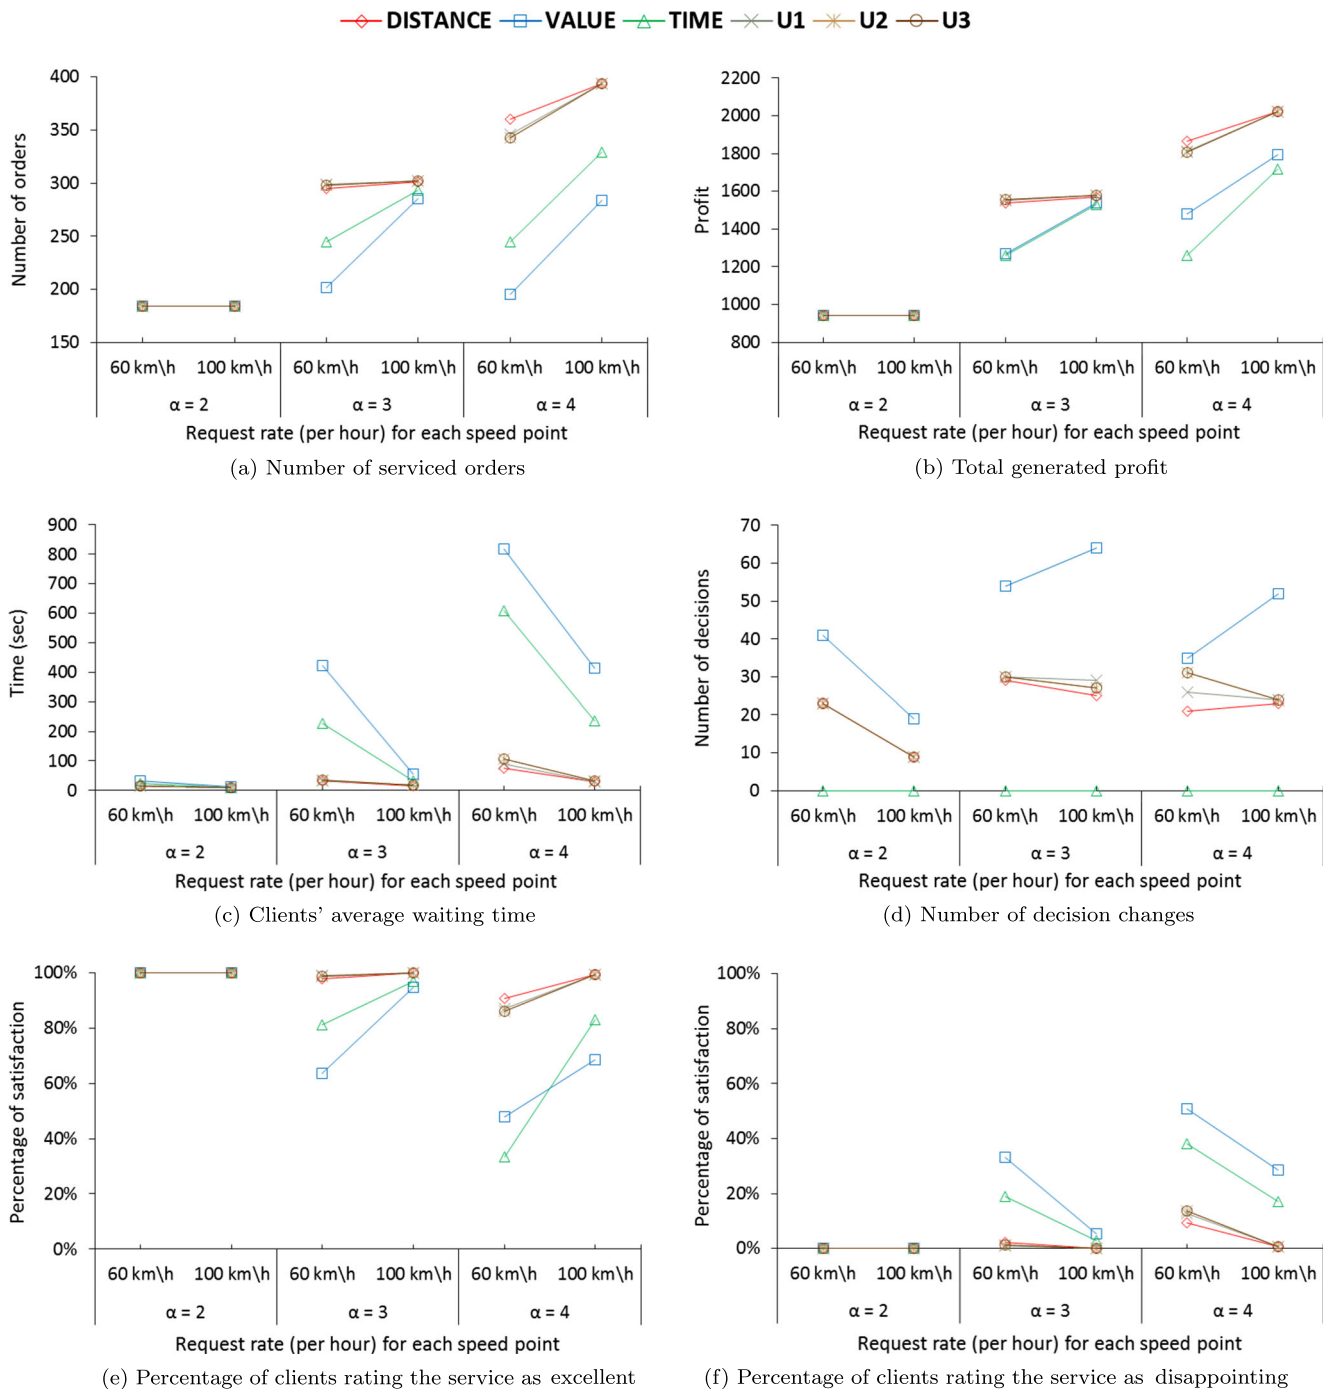 DISTANCE VALUE TIME U1 U2 U3
400
350
300
250
200
150
Number of orders
60 km\h 100 km\h 60 km\h 100 km\h 60 km\h 100 km\h
α = 2 α = 3 α = 4
Request rate (per hour) for each speed point
(a) Number of serviced orders
2200
2000
1800
1600
1400
1200
1000
800
Profit
60 km\h 100 km\h 60 km\h 100 km\h 60 km\h 100 km\h
α = 2 α = 3 α = 4
Request rate (per hour) for each speed point
(b) Total generated profit
900
800
700
600
500
400
300
200
100
0
Time (sec)
60 km\h 100 km\h 60 km\h 100 km\h 60 km\h 100 km\h
α = 2 α = 3 α = 4
Request rate (per hour) for each speed point
(c) Clients' average waiting time
70
60
50
40
30
20
10
0
Number of decisions
60 km\h 100 km\h 60 km\h 100 km\h 60 km\h 100 km\h
α = 2 α = 3 α = 4
Request rate (per hour) for each speed point
(d) Number of decision changes
100%
80%
60%
40%
20%
0%
Percentage of satisfaction
60 km\h 100 km\h 60 km\h 100 km\h 60 km\h 100 km\h
α = 2 α = 3 α = 4
Request rate (per hour) for each speed point
(e) Percentage of clients rating the service as excellent
100%
80%
60%
40%
20%
0%
Percentage of satisfaction
60 km\h 100 km\h 60 km\h 100 km\h 60 km\h 100 km\h
α = 2 α = 3 α = 4
Request rate (per hour) for each speed point
(f) Percentage of clients rating the service as disappointing